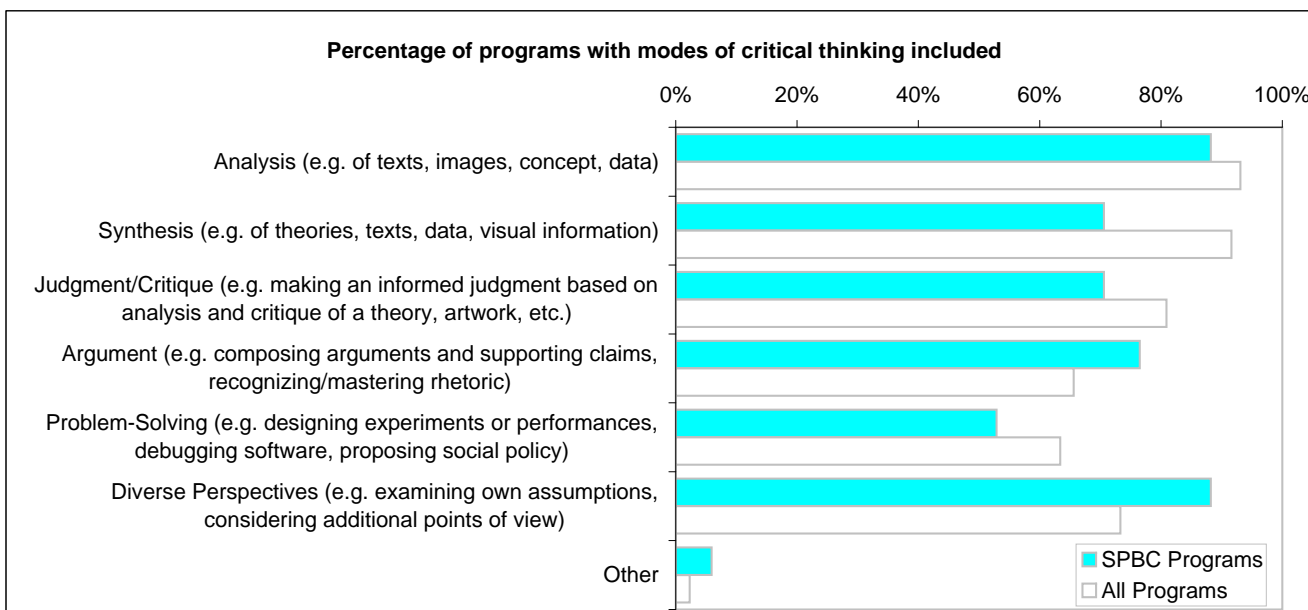 Percentage of programs with modes of critical thinking included
0% 20% 40% 60% 80% 100%
Analysis (e.g. of texts, images, concept, data)
Synthesis (e.g. of theories, texts, data, visual information)
Judgment/Critique (e.g. making an informed judgment based on
analysis and critique of a theory, artwork, etc.)
Argument (e.g. composing arguments and supporting claims,
recognizing/mastering rhetoric)
Problem-Solving (e.g. designing experiments or performances,
debugging software, proposing social policy)
Diverse Perspectives (e.g. examining own assumptions,
considering additional points of view)
Other
SPBC Programs
All Programs